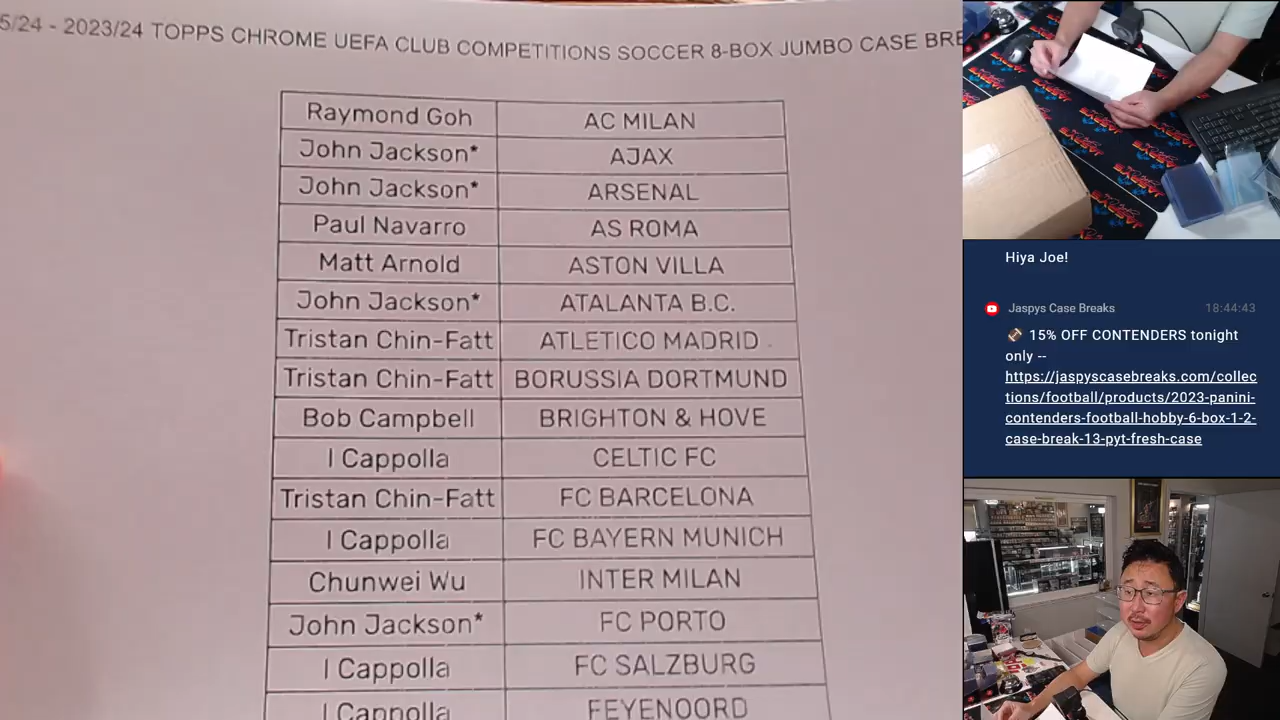 5/24 - 2023/24 TOPPS CHROME UEFA CLUB COMPETITIONS SOCCER 8-BOX JUMBO CASE BRE
Raymond Goh AC MILAN
John Jackson* AJAX
John Jackson* ARSENAL
Paul Navarro AS ROMA
Matt Arnold ASTON VILLA
John Jackson* ATALANTA B.C.
Tristan Chin-Fatt ATLETICO MADRID
Tristan Chin-Fatt BORUSSIA DORTMUND
Bob Campbell BRIGHTON & HOVE
I Cappolla CELTIC FC
Tristan Chin-Fatt FC BARCELONA
I Cappolla FC BAYERN MUNICH
Chunwei Wu INTER MILAN
John Jackson* FC PORTO
I Cappolla FC SALZBURG
I Cappolla FEYENOORD
Hiya Joe!
Jaspys Case Breaks 18:44:43
🏈 15% OFF CONTENDERS tonight
only --
https://jaspyscasebreaks.com/collec
tions/football/products/2023-panini-
contenders-football-hobby-6-box-1-2-
case-break-13-pyt-fresh-case